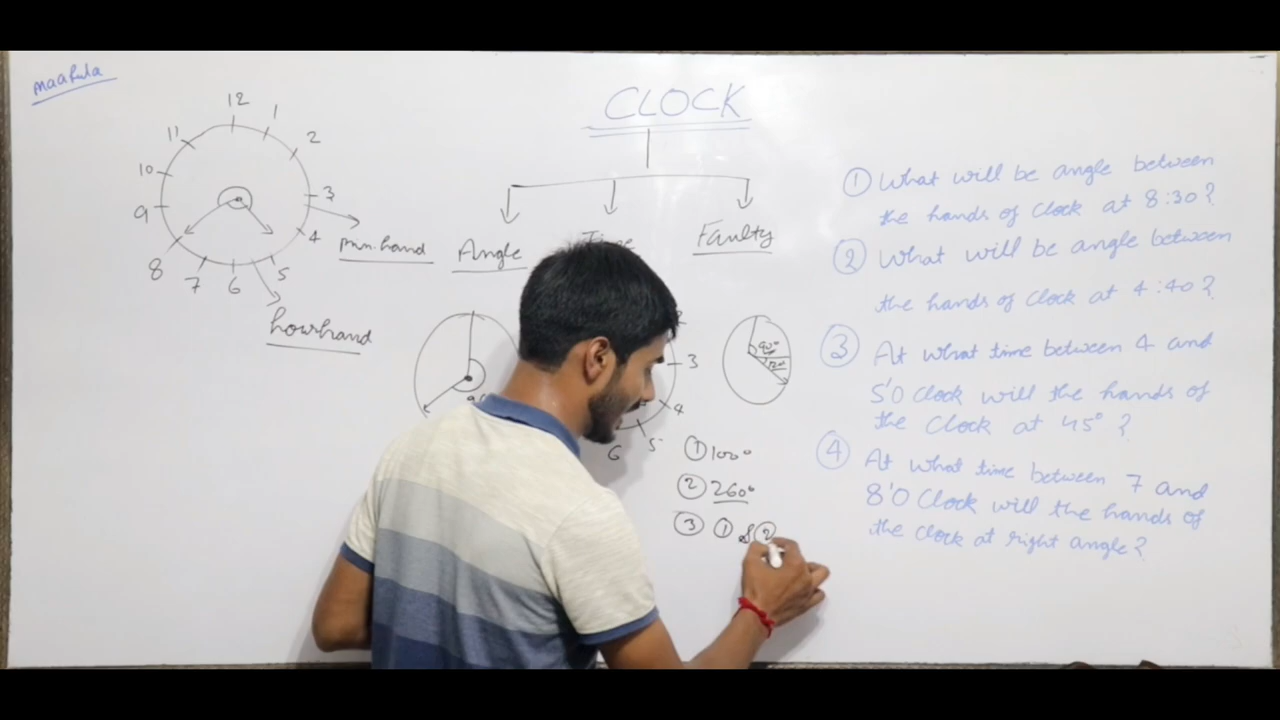 maaRula
CLOCK
12
1
2
3
4
5
6
7
8
9
10
11
min.hand
hourhand
Angle
Time
Faulty
3
4
5
6
90°
① 100°
② 260°
③ ① & ②
① What will be angle between
the hands of Clock at 8:30?
② What will be angle between
the hands of Clock at 4:40?
③ At what time between 4 and
5'0 Clock will the hands of
the Clock at 45°?
④ At what time between 7 and
8'0 Clock will the hands of
the clock at right angle?